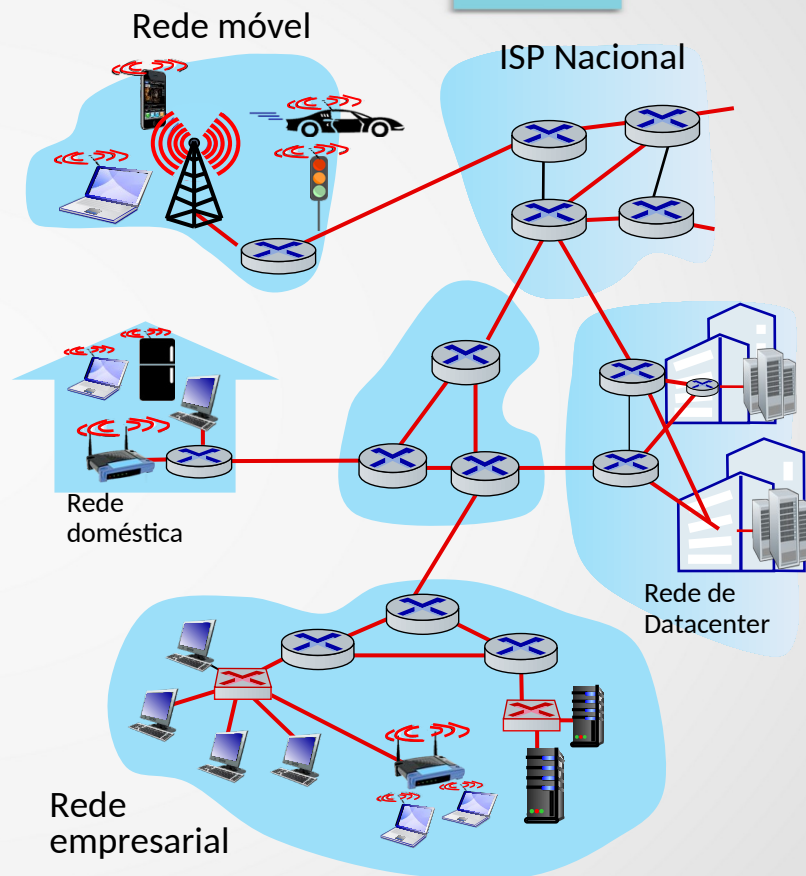 Rede móvel
ISP Nacional
Rede
doméstica
Rede de
Datacenter
Rede
empresarial